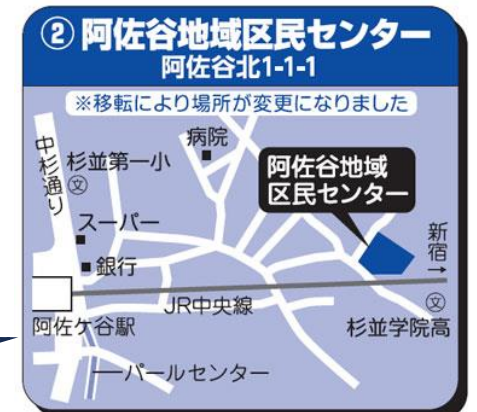 ② 阿佐谷地域区民センター
阿佐谷北1-1-1
※移転により場所が変更になりました
病院
中杉通り
杉並第一小
文
阿佐谷地域
区民センター
スーパー
新宿→
銀行
JR中央線
文
阿佐ケ谷駅
杉並学院高
パールセンター